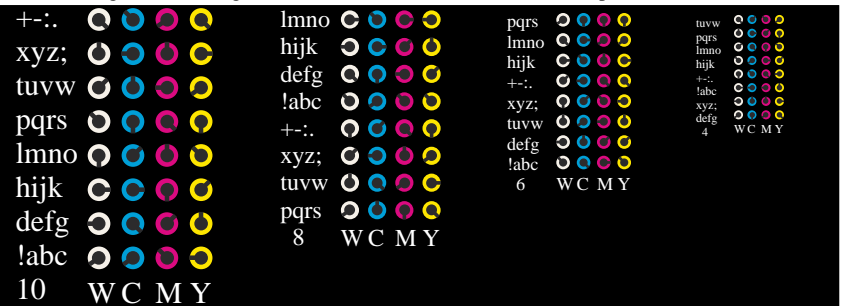 +-:.
xyz;
tuvw
pqrs
lmno
hijk
defg
!abc
10 W C M Y
lmno
hijk
defg
!abc
+-:.
xyz;
tuvw
pqrs
8 W C M Y
pqrs
lmno
hijk
+-:.
xyz;
tuvw
defg
!abc
6 W C M Y
tuvw
pqrs
lmno
hijk
+-:.
!abc
xyz;
defg
4 W C M Y